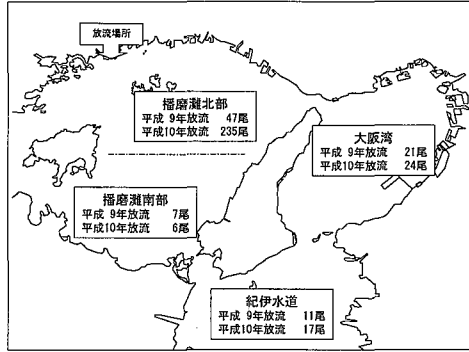 放流場所
播磨灘北部
平成 9年放流 47尾
平成10年放流 235尾
大阪湾
平成 9年放流 21尾
平成10年放流 24尾
播磨灘南部
平成 9年放流 7尾
平成10年放流 6尾
紀伊水道
平成 9年放流 11尾
平成10年放流 17尾